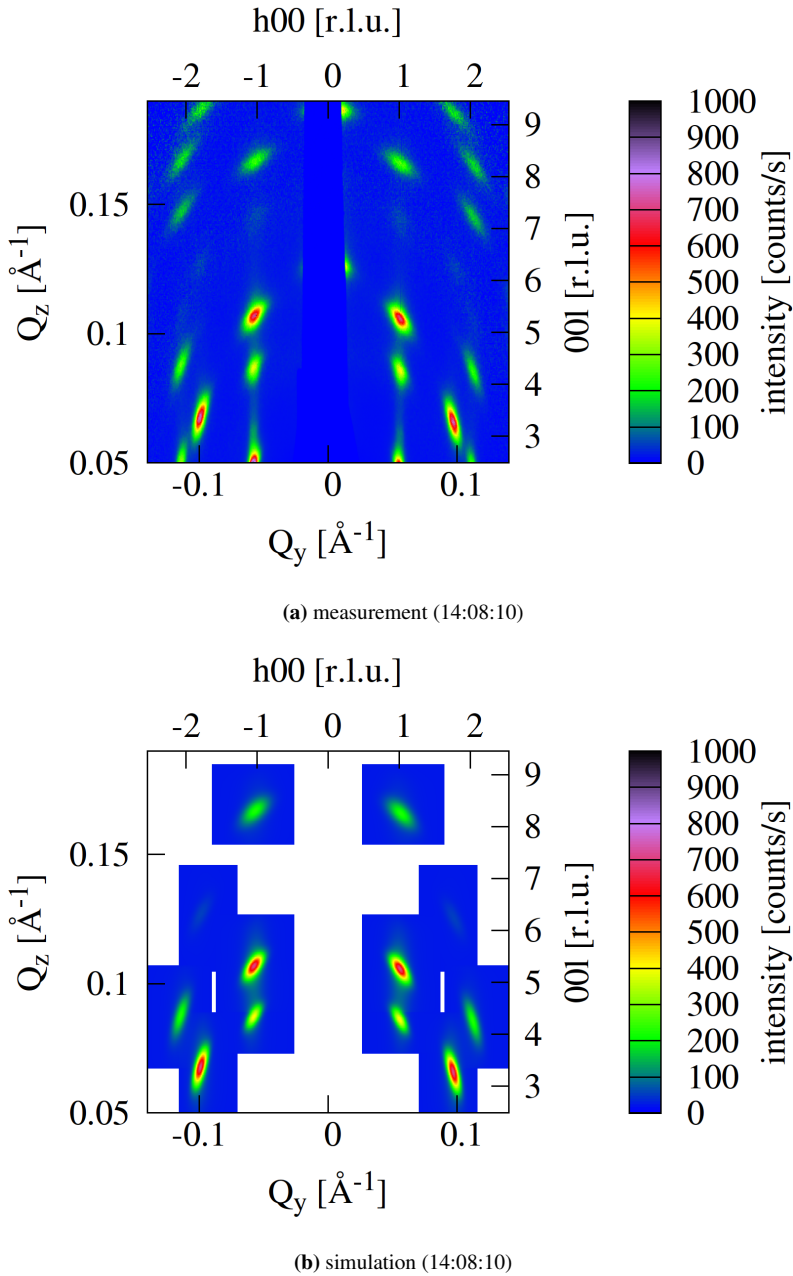 h00 [r.l.u.]
-2 -1 0 1 2
Q_z [Å^-1]
0.15
0.1
0.05
9
8
7
6
5
4
3
00l [r.l.u.]
-0.1 0 0.1
Q_y [Å^-1]
1000
900
800
700
600
500
400
300
200
100
0
intensity [counts/s]
(a) measurement (14:08:10)
h00 [r.l.u.]
-2 -1 0 1 2
Q_z [Å^-1]
0.15
0.1
0.05
9
8
7
6
5
4
3
00l [r.l.u.]
-0.1 0 0.1
Q_y [Å^-1]
1000
900
800
700
600
500
400
300
200
100
0
intensity [counts/s]
(b) simulation (14:08:10)